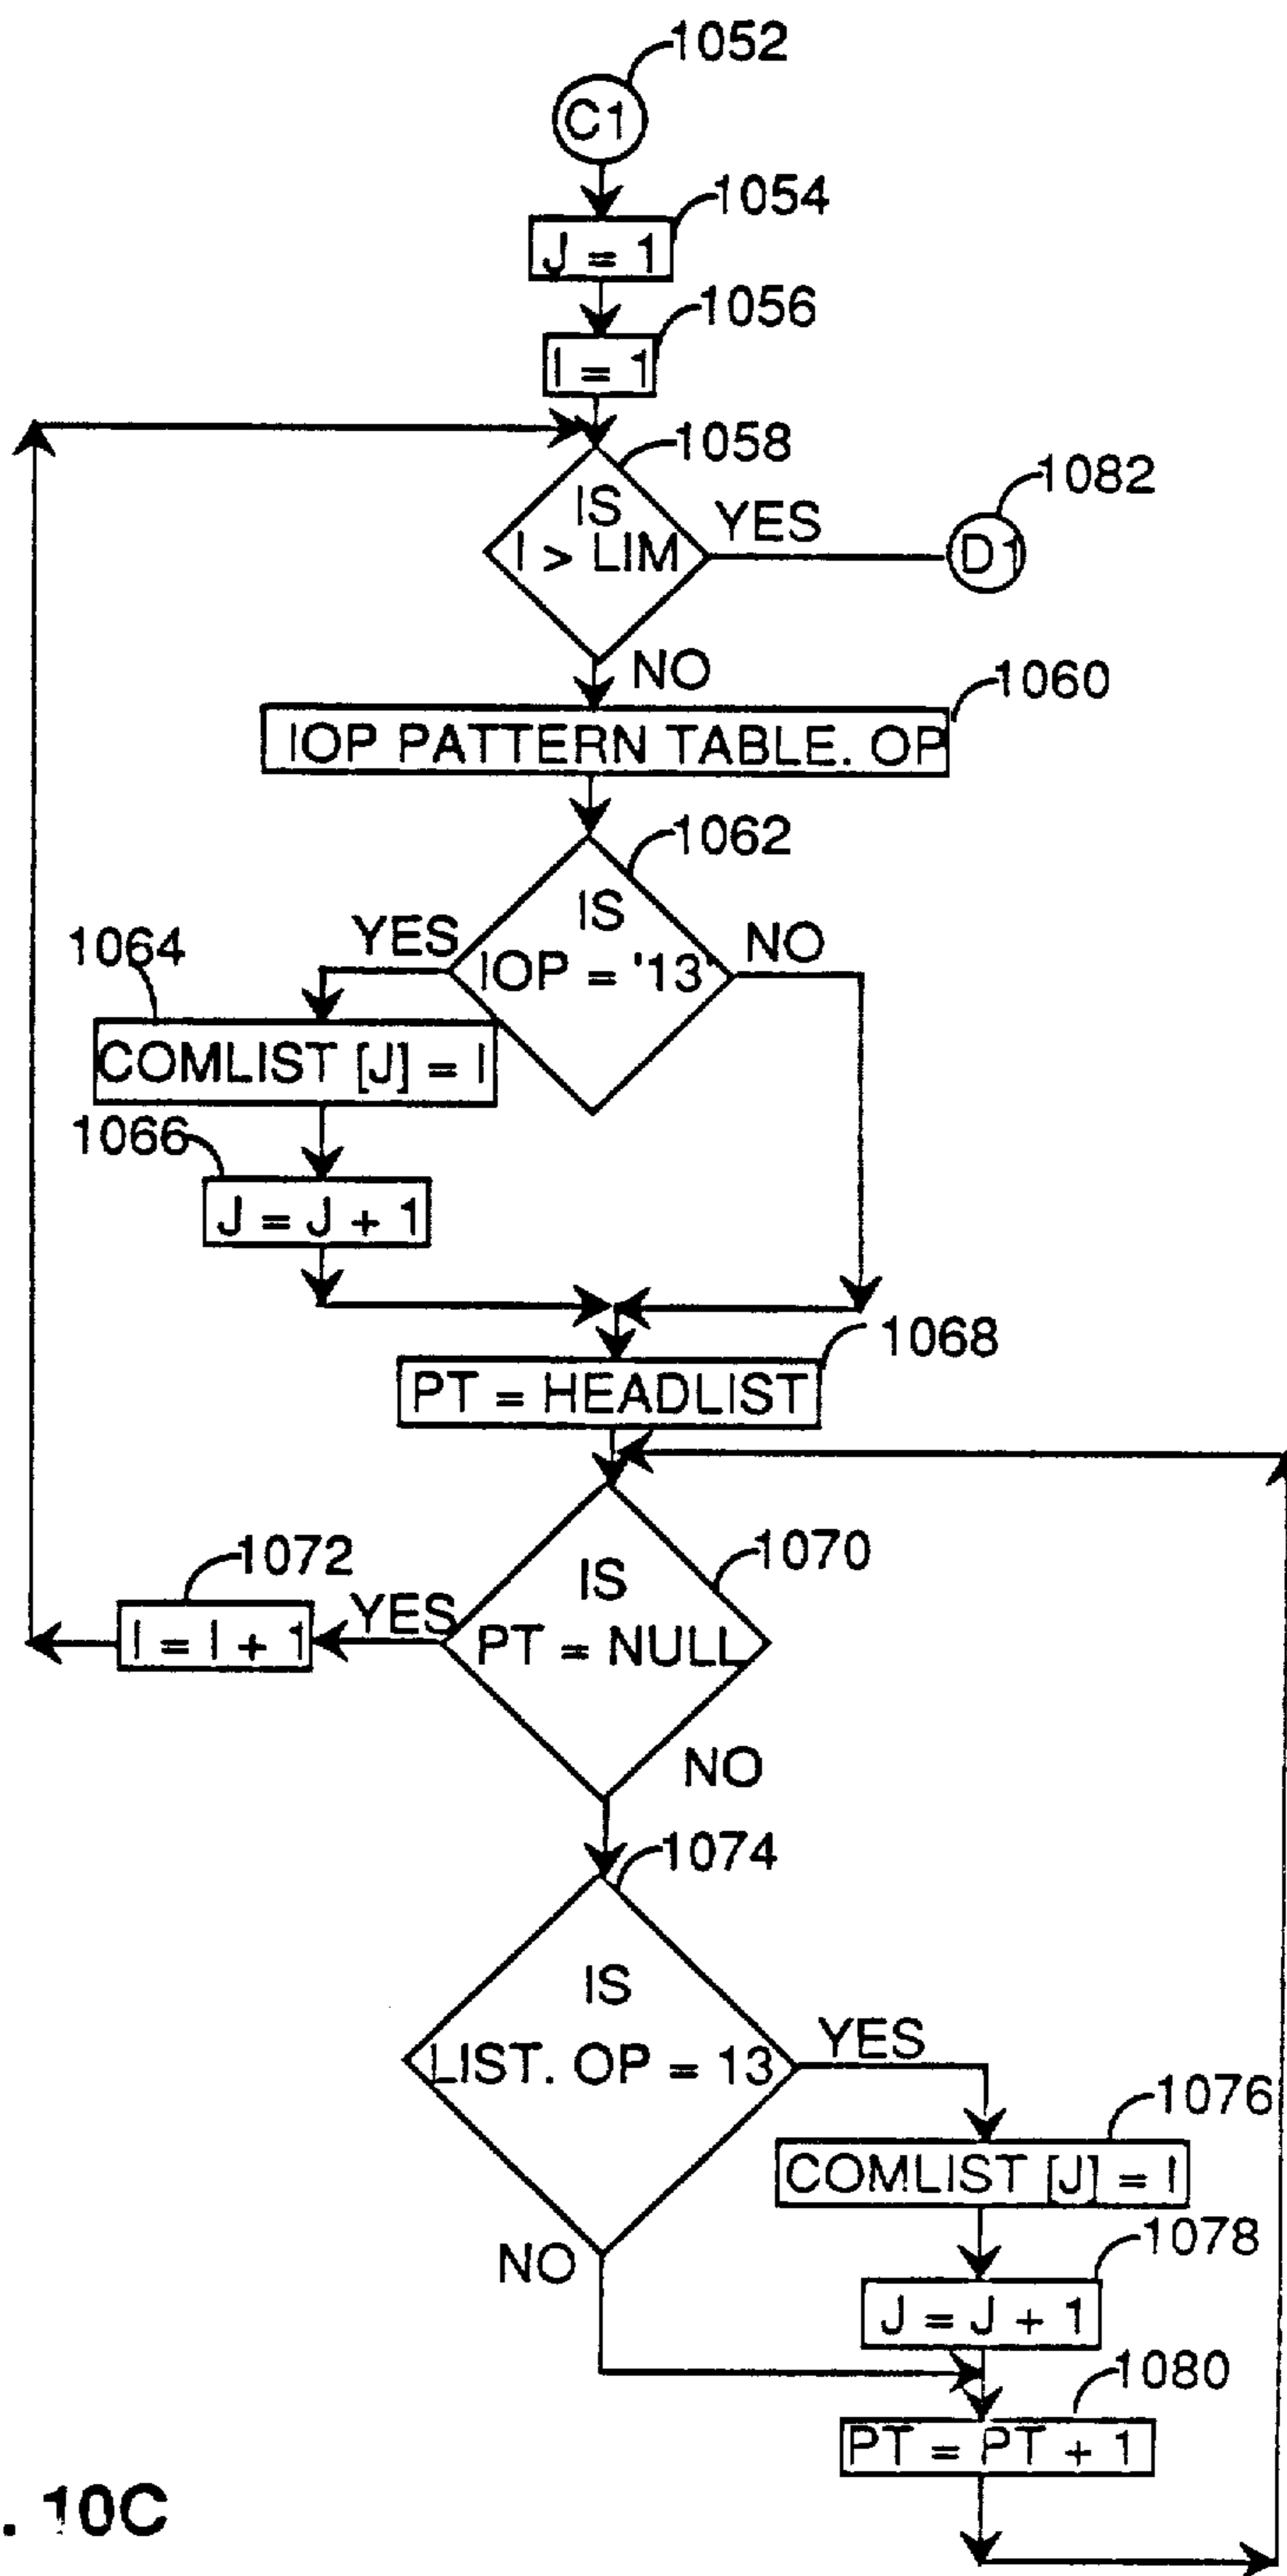 1052
C1
1054
J = 1
1056
I = 1
1058
IS
I > LIM
YES
1082
D1
NO
1060
IOP PATTERN TABLE. OP
1062
IS
IOP = '13'
YES
NO
1064
COMLIST [J] = I
1066
J = J + 1
1068
PT = HEADLIST
1070
IS
PT = NULL
YES
1072
I = I + 1
NO
1074
IS
LIST. OP = 13
YES
1076
COMLIST [J] = I
1078
J = J + 1
NO
1080
PT = PT + 1
. 10C